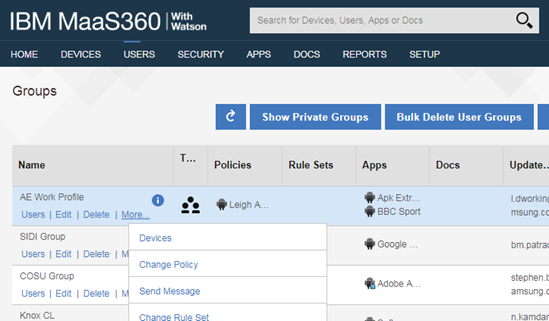 IBM MaaS360 | With Watson
Search for Devices, Users, Apps or Docs
HOME DEVICES USERS SECURITY APPS DOCS REPORTS SETUP
Groups
Show Private Groups Bulk Delete User Groups
Name T... Policies Rule Sets Apps Docs Update...
AE Work Profile Leigh A... Apk Extr... l.dworking
Users | Edit | Delete | More... BBC Sport msung.co
Devices
SIDI Group Google ... bm.patrac
Users | Edit | Delete | M
Change Policy
COSU Group Adobe A... stephen.b
Users | Edit | Delete | M amsung.co
Send Message
Knox CL n.kamdar
Change Rule Set